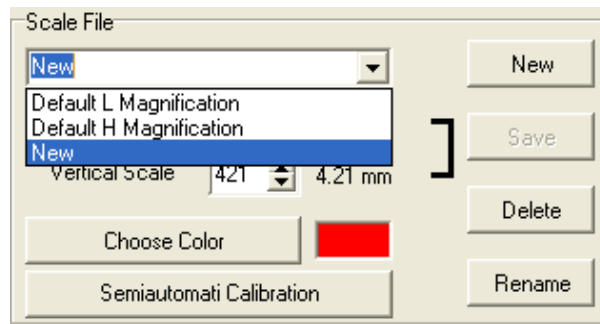 Scale File
New
New
Default L Magnification
Default H Magnification
New
Save
Vertical Scale 421 4.21 mm
Delete
Choose Color
Semiautomati Calibration
Rename